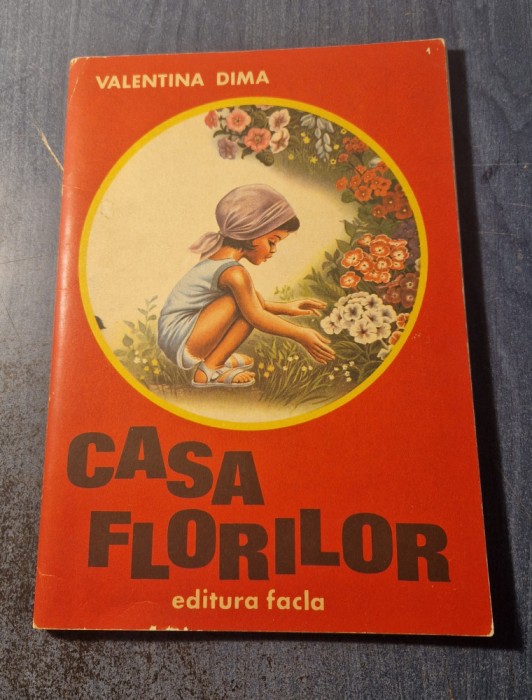 VALENTINA DIMA
CASA
FLORILOR
editura facla